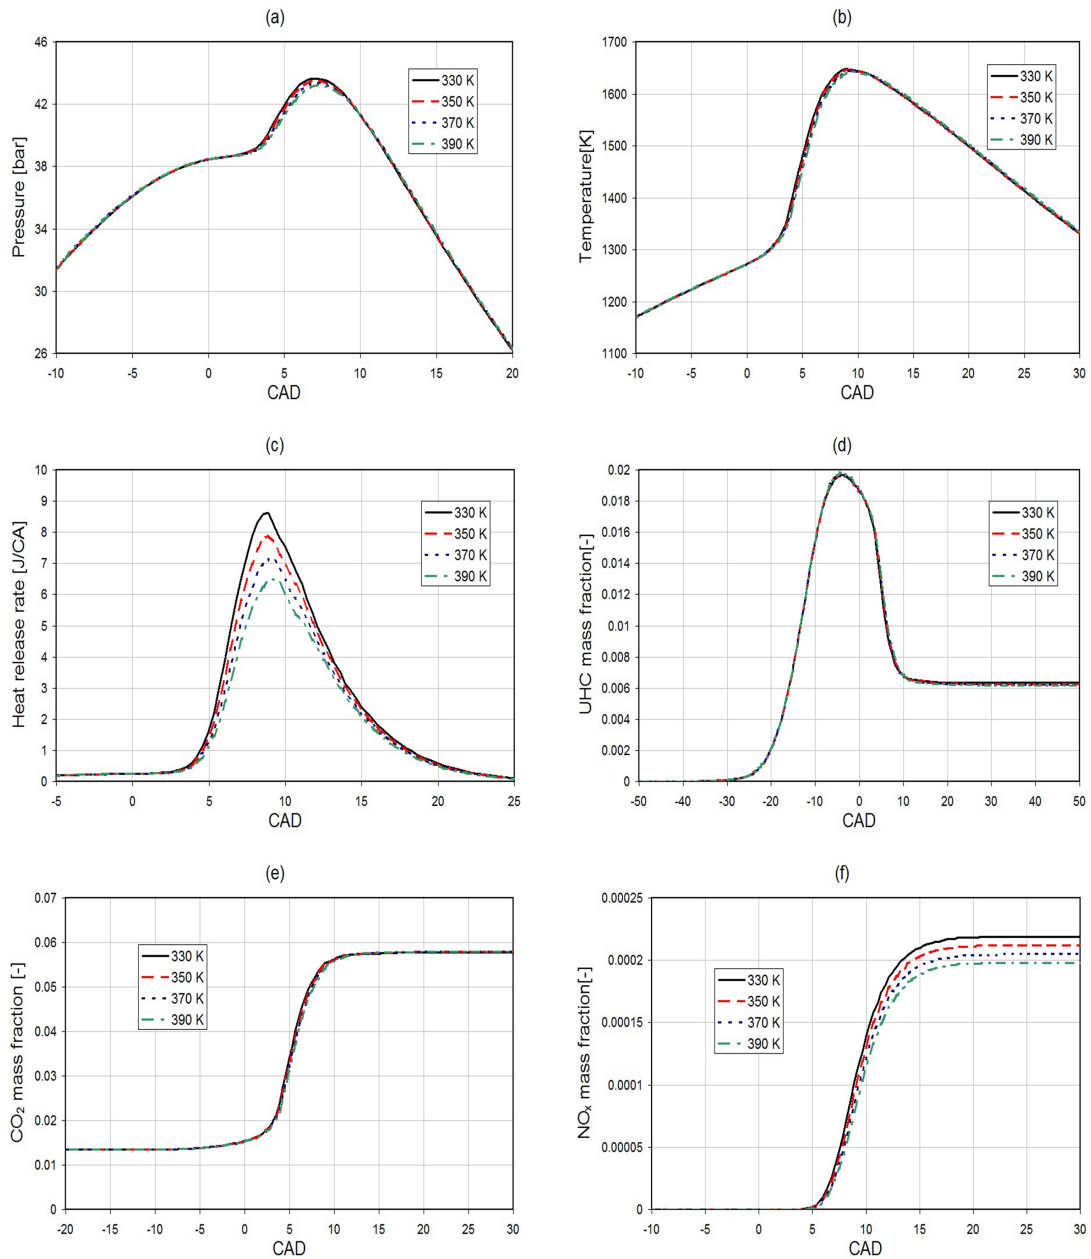 (a)
46
42
38
34
30
26
-10 -5 0 5 10 15 20
Pressure [bar]
CAD
330 K
350 K
370 K
390 K
(b)
1700
1600
1500
1400
1300
1200
1100
-10 -5 0 5 10 15 20 25 30
Temperature[K]
CAD
330 K
350 K
370 K
390 K
(c)
10
9
8
7
6
5
4
3
2
1
0
-5 0 5 10 15 20 25
Heat release rate [J/CA]
CAD
330 K
350 K
370 K
390 K
(d)
0.02
0.018
0.016
0.014
0.012
0.01
0.008
0.006
0.004
0.002
0
-50 -40 -30 -20 -10 0 10 20 30 40 50
UHC mass fraction[-]
CAD
330 K
350 K
370 K
390 K
(e)
0.07
0.06
0.05
0.04
0.03
0.02
0.01
0
-20 -15 -10 -5 0 5 10 15 20 25 30
CO₂ mass fraction [-]
CAD
330 K
350 K
370 K
390 K
(f)
0.00025
0.0002
0.00015
0.0001
0.00005
0
-10 -5 0 5 10 15 20 25 30
NOₓ mass fraction[-]
CAD
330 K
350 K
370 K
390 K